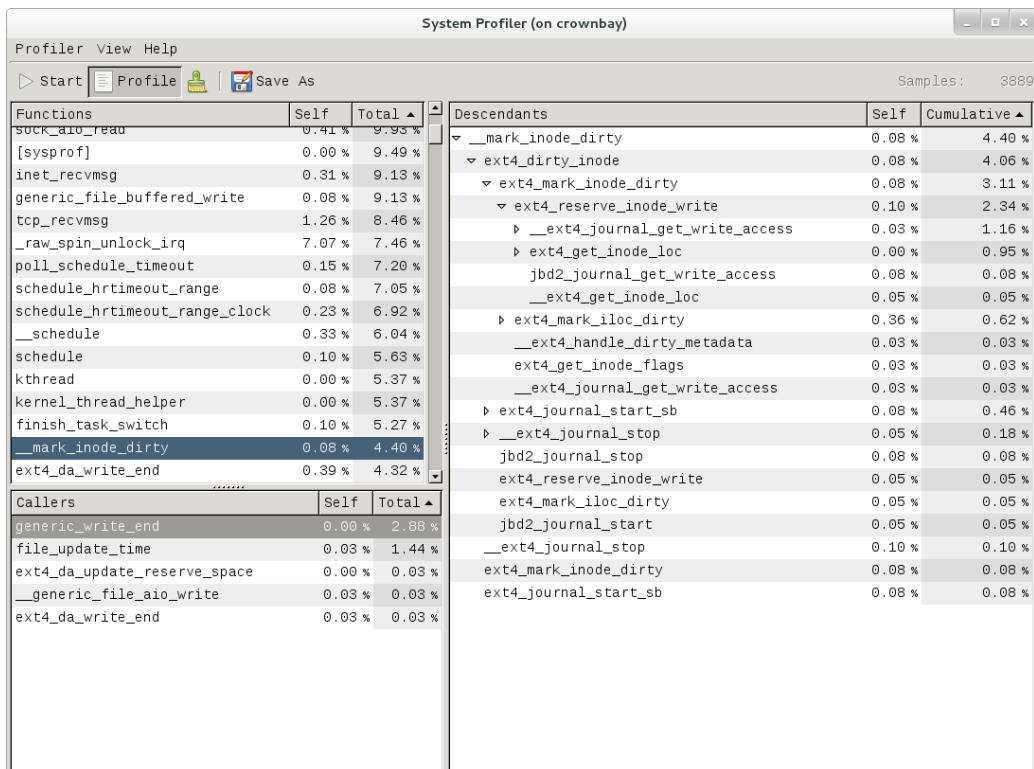 System Profiler (on crownbay)
Profiler View Help
Start Profile Save As Samples: 3889
Functions Self Total
sock_aio_read 0.41 % 9.93 %
[sysprof] 0.00 % 9.49 %
inet_recvmsg 0.31 % 9.13 %
generic_file_buffered_write 0.08 % 9.13 %
tcp_recvmsg 1.26 % 8.46 %
_raw_spin_unlock_irq 7.07 % 7.46 %
poll_schedule_timeout 0.15 % 7.20 %
schedule_hrtimeout_range 0.08 % 7.05 %
schedule_hrtimeout_range_clock 0.23 % 6.92 %
__schedule 0.33 % 6.04 %
schedule 0.10 % 5.63 %
kthread 0.00 % 5.37 %
kernel_thread_helper 0.00 % 5.37 %
finish_task_switch 0.10 % 5.27 %
__mark_inode_dirty 0.08 % 4.40 %
ext4_da_write_end 0.39 % 4.32 %
Callers Self Total
generic_write_end 0.00 % 2.88 %
file_update_time 0.03 % 1.44 %
ext4_da_update_reserve_space 0.00 % 0.03 %
__generic_file_aio_write 0.03 % 0.03 %
ext4_da_write_end 0.03 % 0.03 %
Descendants Self Cumulative
__mark_inode_dirty 0.08 % 4.40 %
ext4_dirty_inode 0.08 % 4.06 %
ext4_mark_inode_dirty 0.08 % 3.11 %
ext4_reserve_inode_write 0.10 % 2.34 %
__ext4_journal_get_write_access 0.03 % 1.16 %
ext4_get_inode_loc 0.00 % 0.95 %
jbd2_journal_get_write_access 0.08 % 0.08 %
__ext4_get_inode_loc 0.05 % 0.05 %
ext4_mark_iloc_dirty 0.36 % 0.62 %
__ext4_handle_dirty_metadata 0.03 % 0.03 %
ext4_get_inode_flags 0.03 % 0.03 %
__ext4_journal_get_write_access 0.03 % 0.03 %
ext4_journal_start_sb 0.08 % 0.46 %
__ext4_journal_stop 0.05 % 0.18 %
jbd2_journal_stop 0.08 % 0.08 %
ext4_reserve_inode_write 0.05 % 0.05 %
ext4_mark_iloc_dirty 0.05 % 0.05 %
jbd2_journal_start 0.05 % 0.05 %
__ext4_journal_stop 0.10 % 0.10 %
ext4_mark_inode_dirty 0.08 % 0.08 %
ext4_journal_start_sb 0.08 % 0.08 %